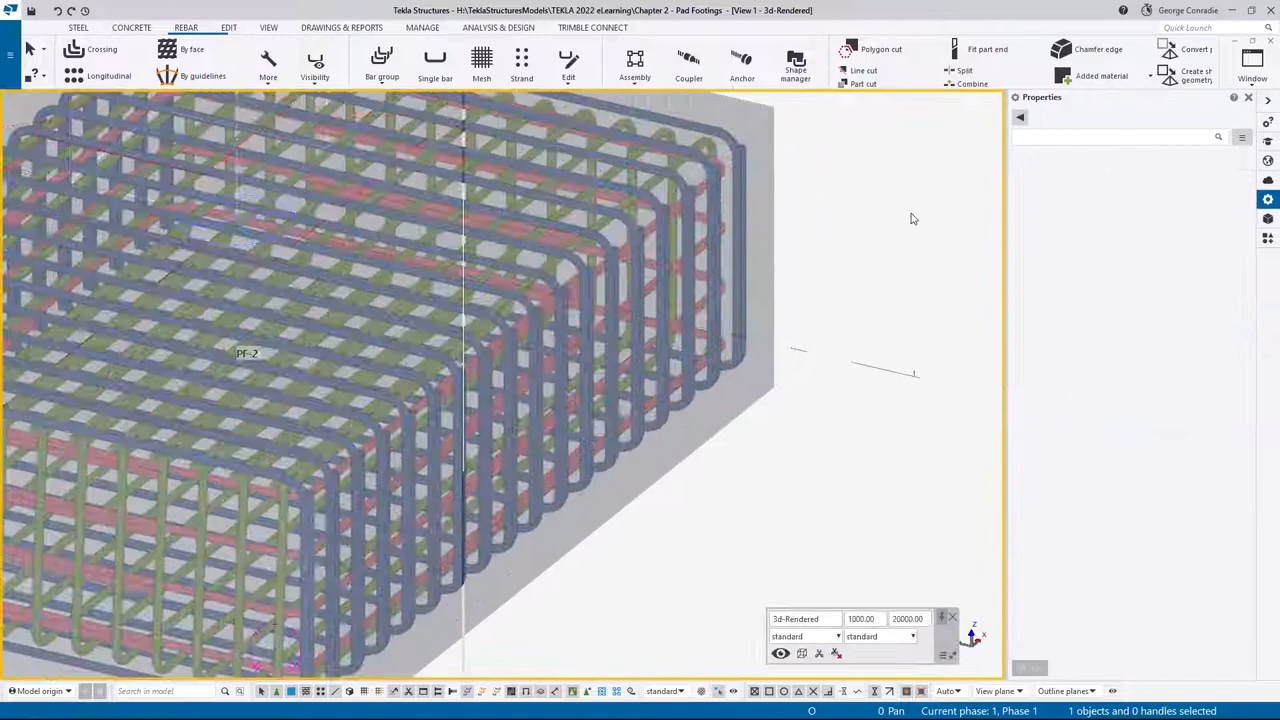 Tekla Structures - H:\TeklaStructuresModels\TEKLA 2022 eLearning\Chapter 2 - Pad Footings - [View 1 - 3d-Rendered]
George Conradie
STEEL
CONCRETE
REBAR
EDIT
VIEW
DRAWINGS & REPORTS
MANAGE
ANALYSIS & DESIGN
TRIMBLE CONNECT
Quick Launch
Crossing
By face
Longitudinal
By guidelines
More
Visibility
Bar group
Single bar
Mesh
Strand
Edit
Assembly
Coupler
Anchor
Shape
manager
Polygon cut
Line cut
Part cut
Fit part end
Split
Combine
Chamfer edge
Added material
Convert
Create sh
geometry
Window
Properties
PF-2
1
3d-Rendered
1000.00
20000.00
standard
standard
Z
X
Model origin
Search in model
standard
Auto
View plane
Outline planes
O
0 Pan
Current phase: 1, Phase 1
1 objects and 0 handles selected